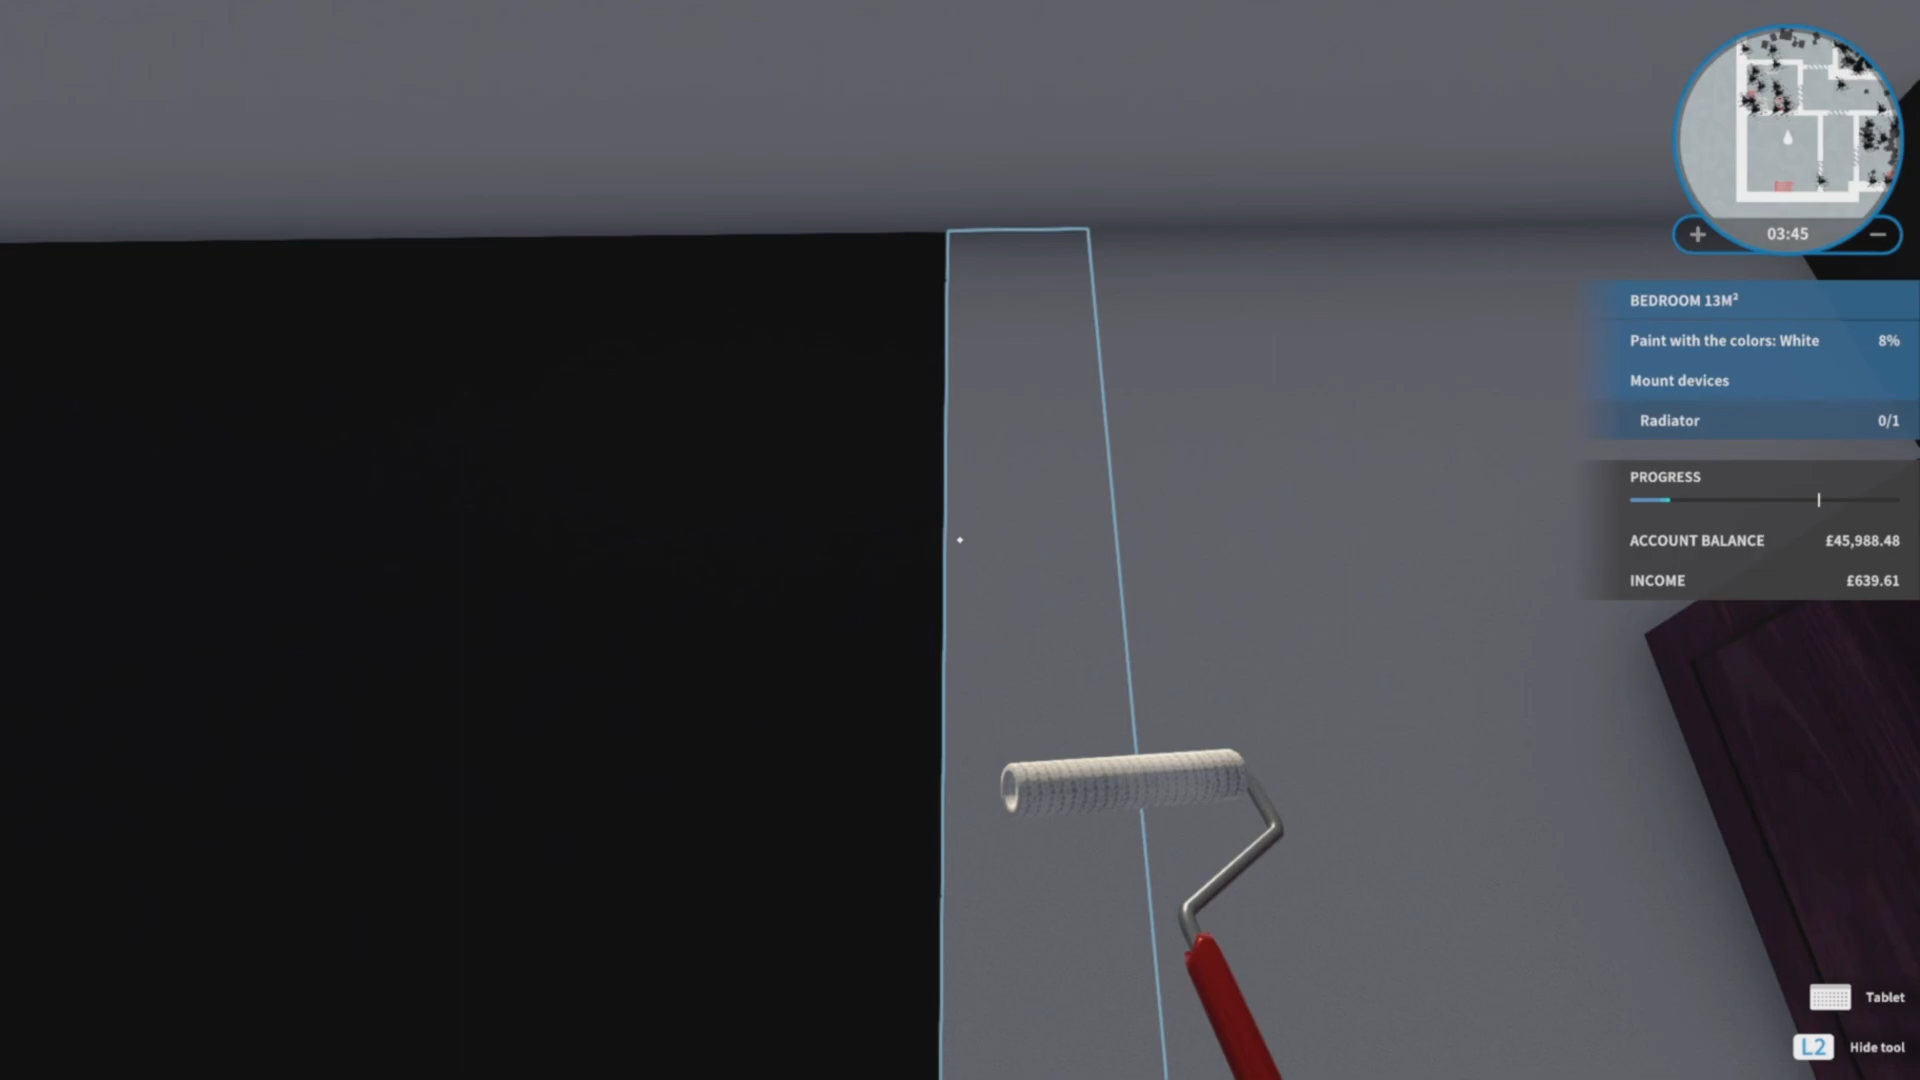 03:45
BEDROOM 13M²
Paint with the colors: White 8%
Mount devices
Radiator 0/1
PROGRESS
ACCOUNT BALANCE £45,988.48
INCOME £639.61
Tablet
L2 Hide tool